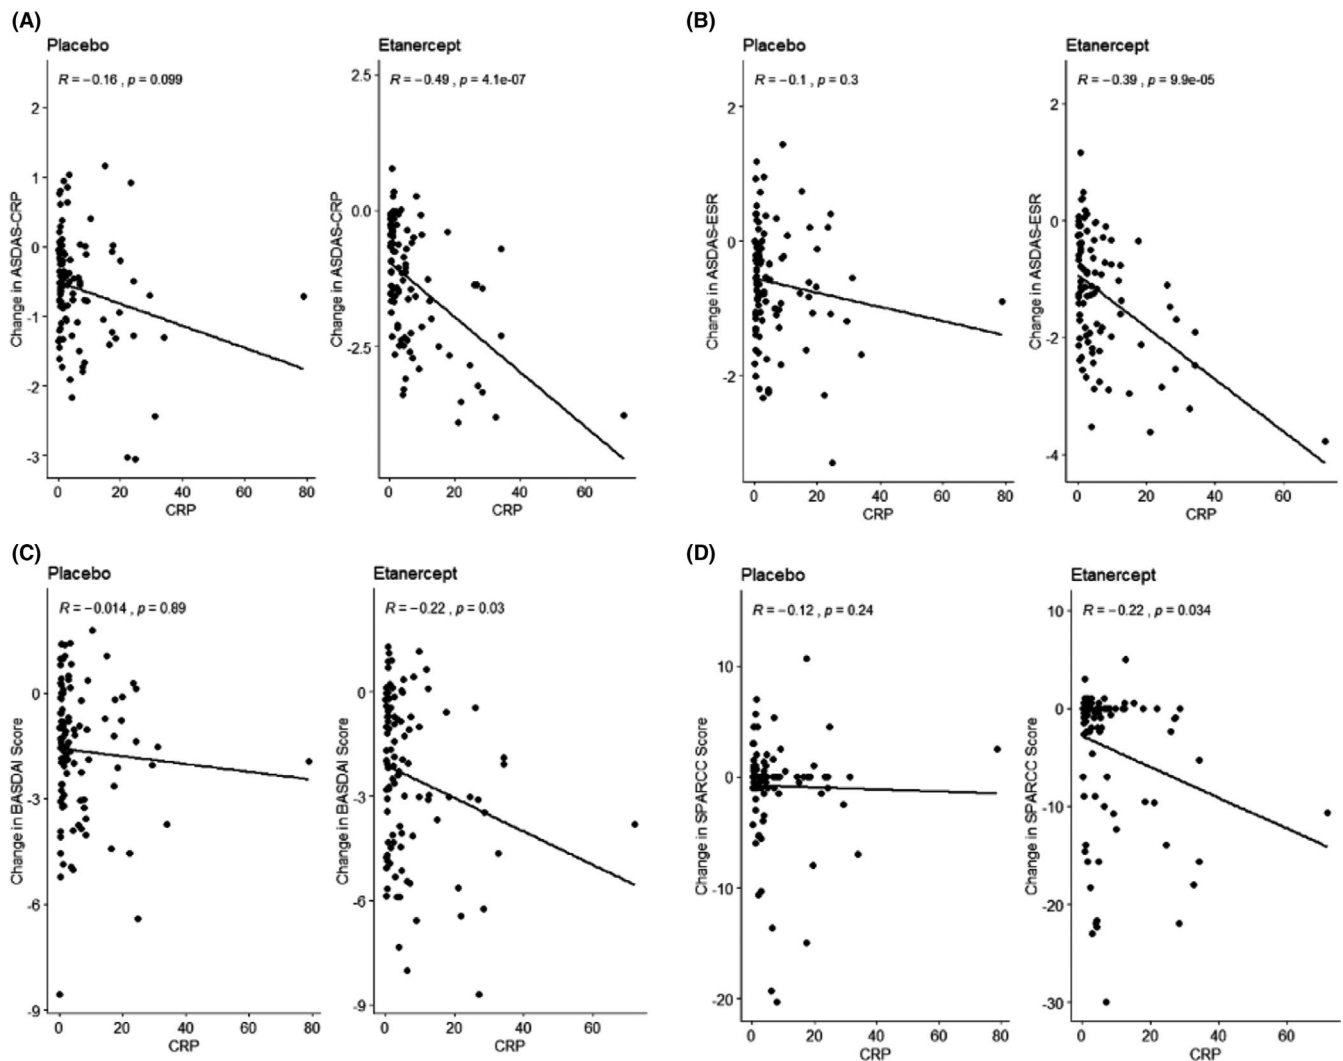 (A)
Placebo
R = −0.16 , p = 0.099
Change in ASDAS-CRP
2
1
0
-1
-2
-3
0 20 40 60 80
CRP
Etanercept
R = −0.49 , p = 4.1e-07
Change in ASDAS-CRP
2.5
0.0
-2.5
0 20 40 60
CRP
(B)
Placebo
R = −0.1 , p = 0.3
Change in ASDAS-ESR
2
0
-2
0 20 40 60 80
CRP
Etanercept
R = −0.39 , p = 9.9e-05
Change in ASDAS-ESR
2
0
-2
-4
0 20 40 60
CRP
(C)
Placebo
R = −0.014 , p = 0.89
Change in BASDAI Score
0
-3
-6
-9
0 20 40 60 80
CRP
Etanercept
R = −0.22 , p = 0.03
Change in BASDAI Score
0
-3
-6
-9
0 20 40 60
CRP
(D)
Placebo
R = −0.12 , p = 0.24
Change in SPARCC Score
10
0
-10
-20
0 20 40 60 80
CRP
Etanercept
R = −0.22 , p = 0.034
Change in SPARCC Score
10
0
-10
-20
-30
0 20 40 60
CRP